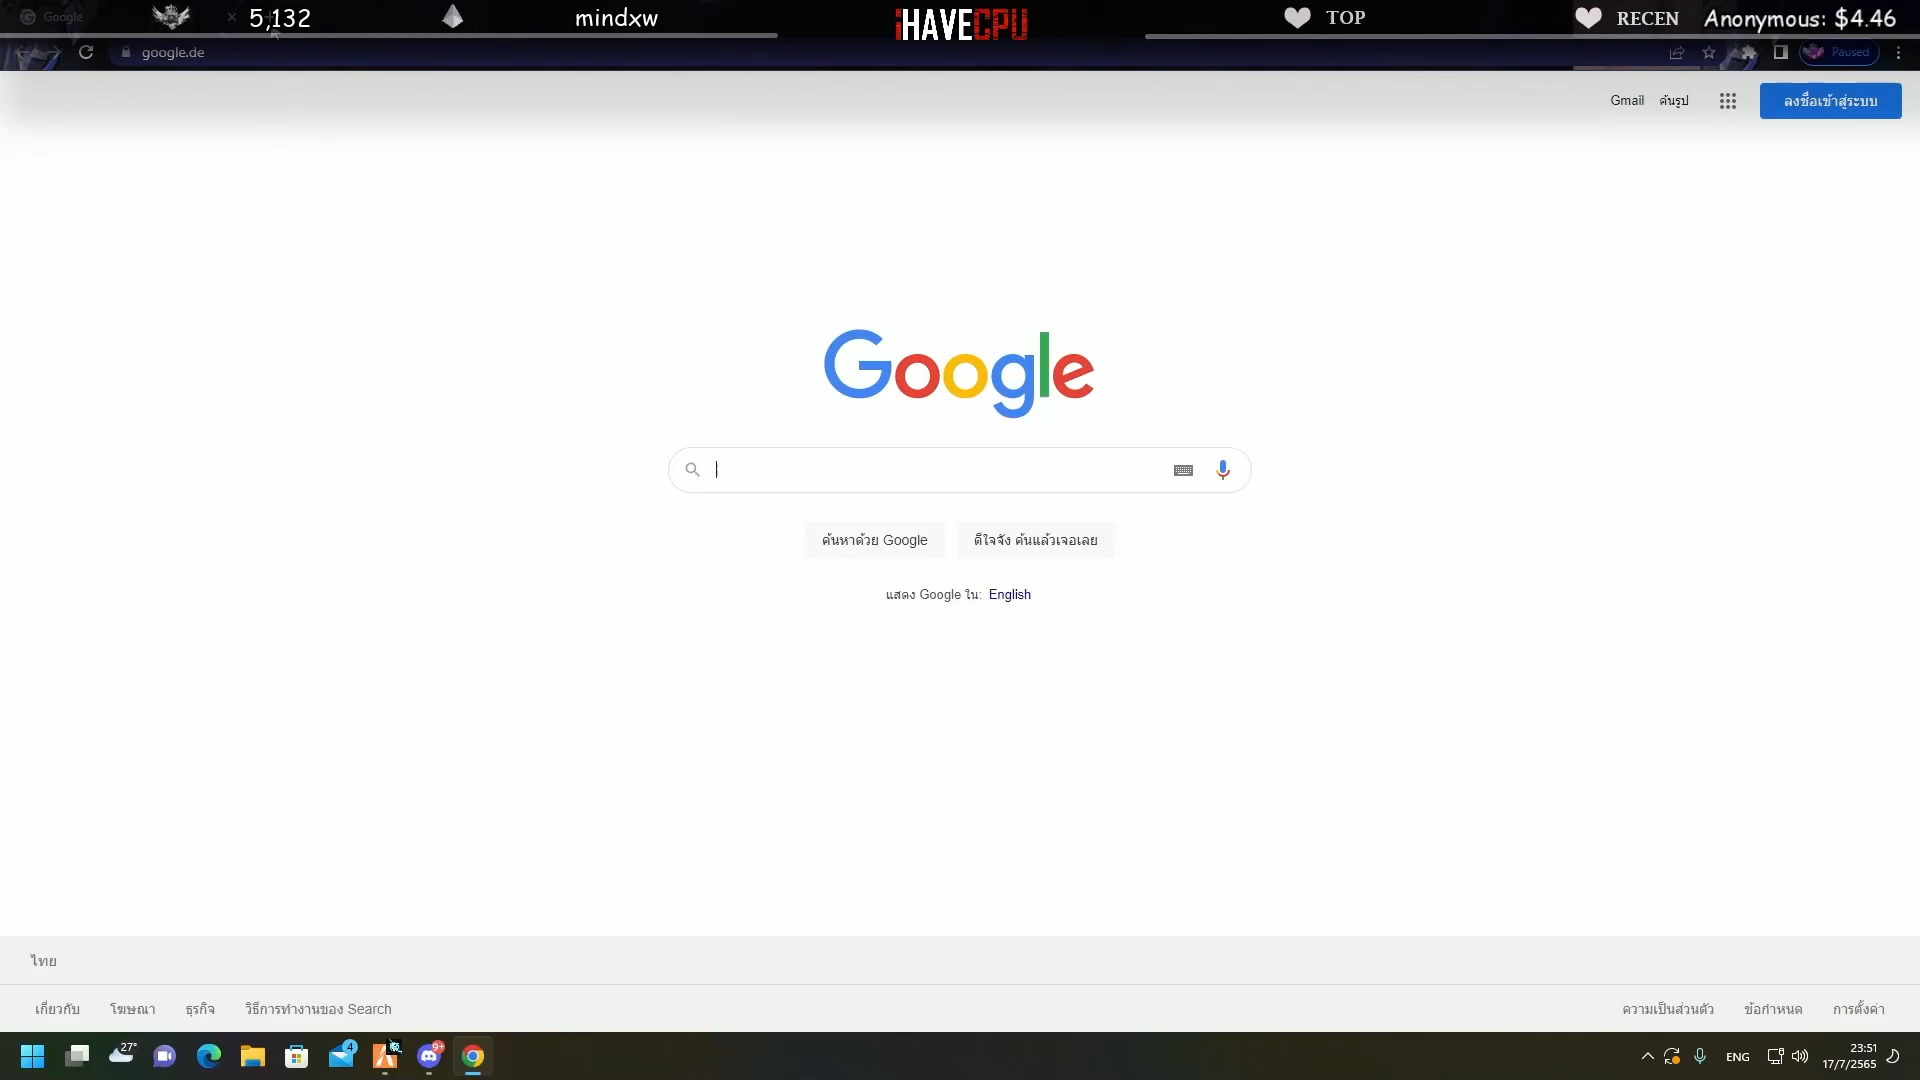 Google
5,132
mindxw
iHAVECPU
TOP
RECEN
Anonymous: $4.46
google.de
Paused
Gmail
ค้นรูป
ลงชื่อเข้าสู่ระบบ
Google
ค้นหาด้วย Google
ดีใจจัง ค้นแล้วเจอเลย
แสดง Google ใน: English
ไทย
เกี่ยวกับ
โฆษณา
ธุรกิจ
วิธีการทำงานของ Search
ความเป็นส่วนตัว
ข้อกำหนด
การตั้งค่า
27°
4
9+
ENG
23:51
17/7/2565